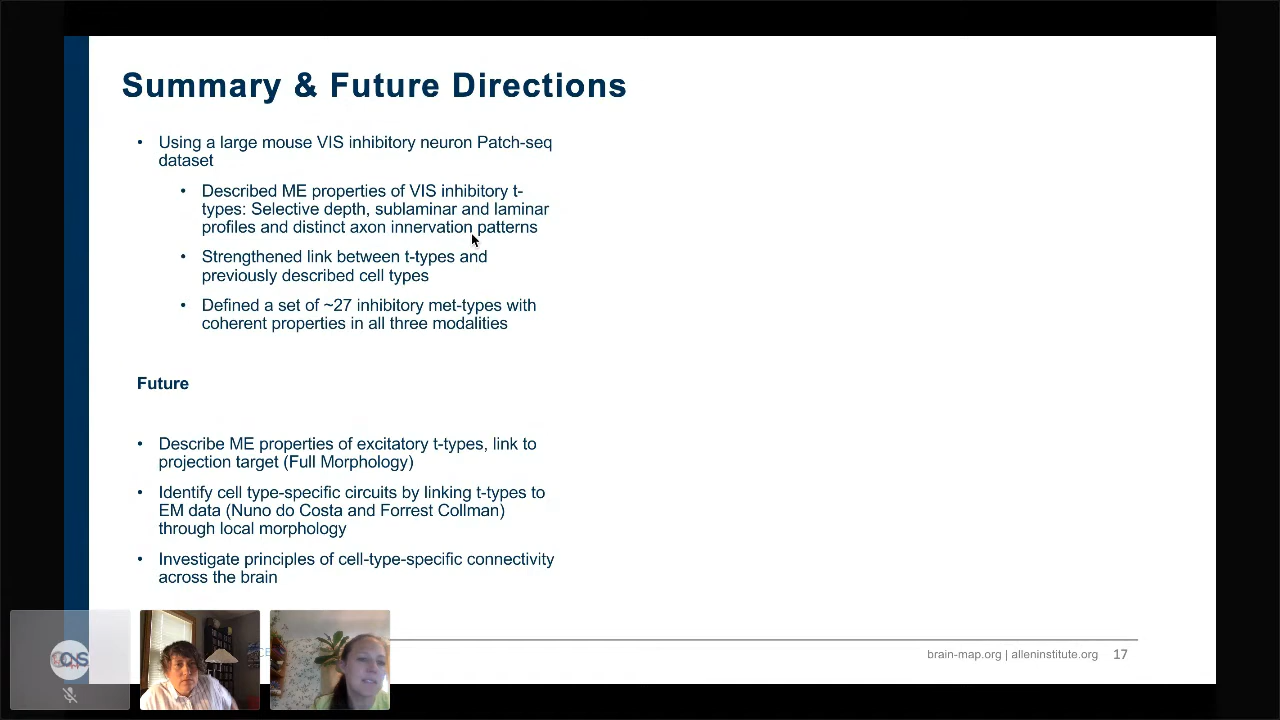 Summary & Future Directions
• Using a large mouse VIS inhibitory neuron Patch-seq
dataset
• Described ME properties of VIS inhibitory t-
types: Selective depth, sublaminar and laminar
profiles and distinct axon innervation patterns
• Strengthened link between t-types and
previously described cell types
• Defined a set of ~27 inhibitory met-types with
coherent properties in all three modalities
Future
• Describe ME properties of excitatory t-types, link to
projection target (Full Morphology)
• Identify cell type-specific circuits by linking t-types to
EM data (Nuno do Costa and Forrest Collman)
through local morphology
• Investigate principles of cell-type-specific connectivity
across the brain
brain-map.org | alleninstitute.org 17